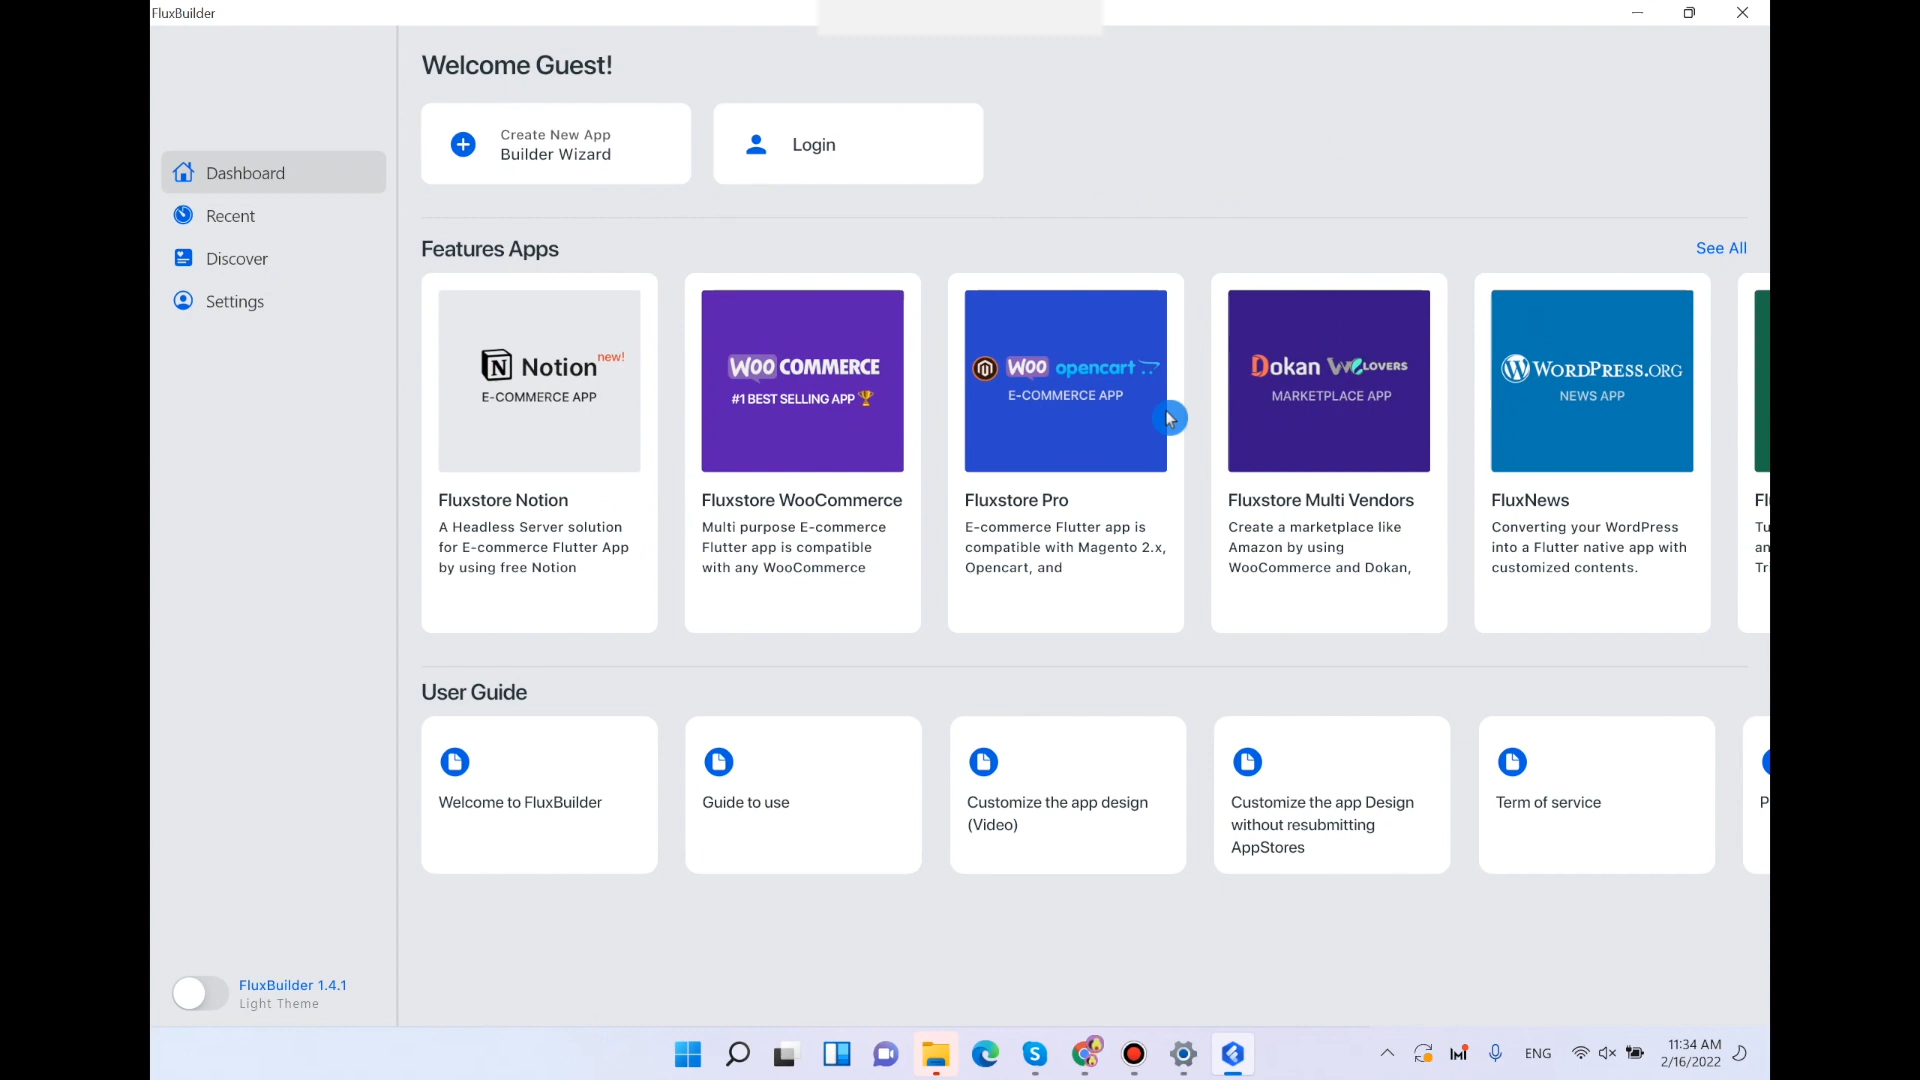 FluxBuilder
Welcome Guest!
Create New App
Builder Wizard
Login
Dashboard
Recent
Discover
Settings
Features Apps
See All
Notion new!
E-COMMERCE APP
WOO COMMERCE
#1 BEST SELLING APP
WOO opencart
E-COMMERCE APP
Dokan
MARKETPLACE APP
WORDPRESS.ORG
NEWS APP
Fluxstore Notion
A Headless Server solution
for E-commerce Flutter App
by using free Notion
Fluxstore WooCommerce
Multi purpose E-commerce
Flutter app is compatible
with any WooCommerce
Fluxstore Pro
E-commerce Flutter app is
compatible with Magento 2.x,
Opencart, and
Fluxstore Multi Vendors
Create a marketplace like
Amazon by using
WooCommerce and Dokan,
FluxNews
Converting your WordPress
into a Flutter native app with
customized contents.
User Guide
Welcome to FluxBuilder
Guide to use
Customize the app design
(Video)
Customize the app Design
without resubmitting
AppStores
Term of service
FluxBuilder 1.4.1
Light Theme
ENG
11:34 AM
2/16/2022